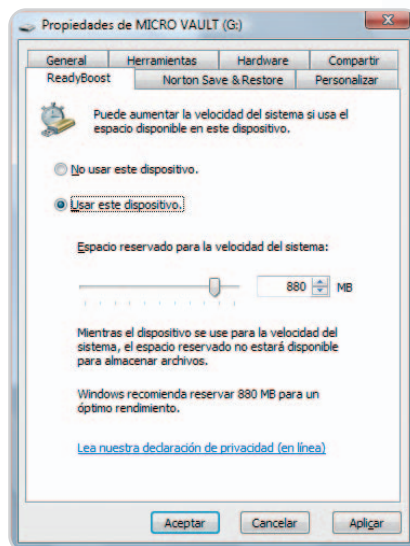 Propiedades de MICRO VAULT (G:)
General Herramientas Hardware Compartir
ReadyBoost Norton Save & Restore Personalizar
Puede aumentar la velocidad del sistema si usa el
espacio disponible en este dispositivo.
No usar este dispositivo.
Usar este dispositivo.
Espacio reservado para la velocidad del sistema:
880 MB
Mientras el dispositivo se use para la velocidad del
sistema, el espacio reservado no estará disponible
para almacenar archivos.
Windows recomienda reservar 880 MB para un
óptimo rendimiento.
Lea nuestra declaración de privacidad (en línea)
Aceptar Cancelar Aplicar